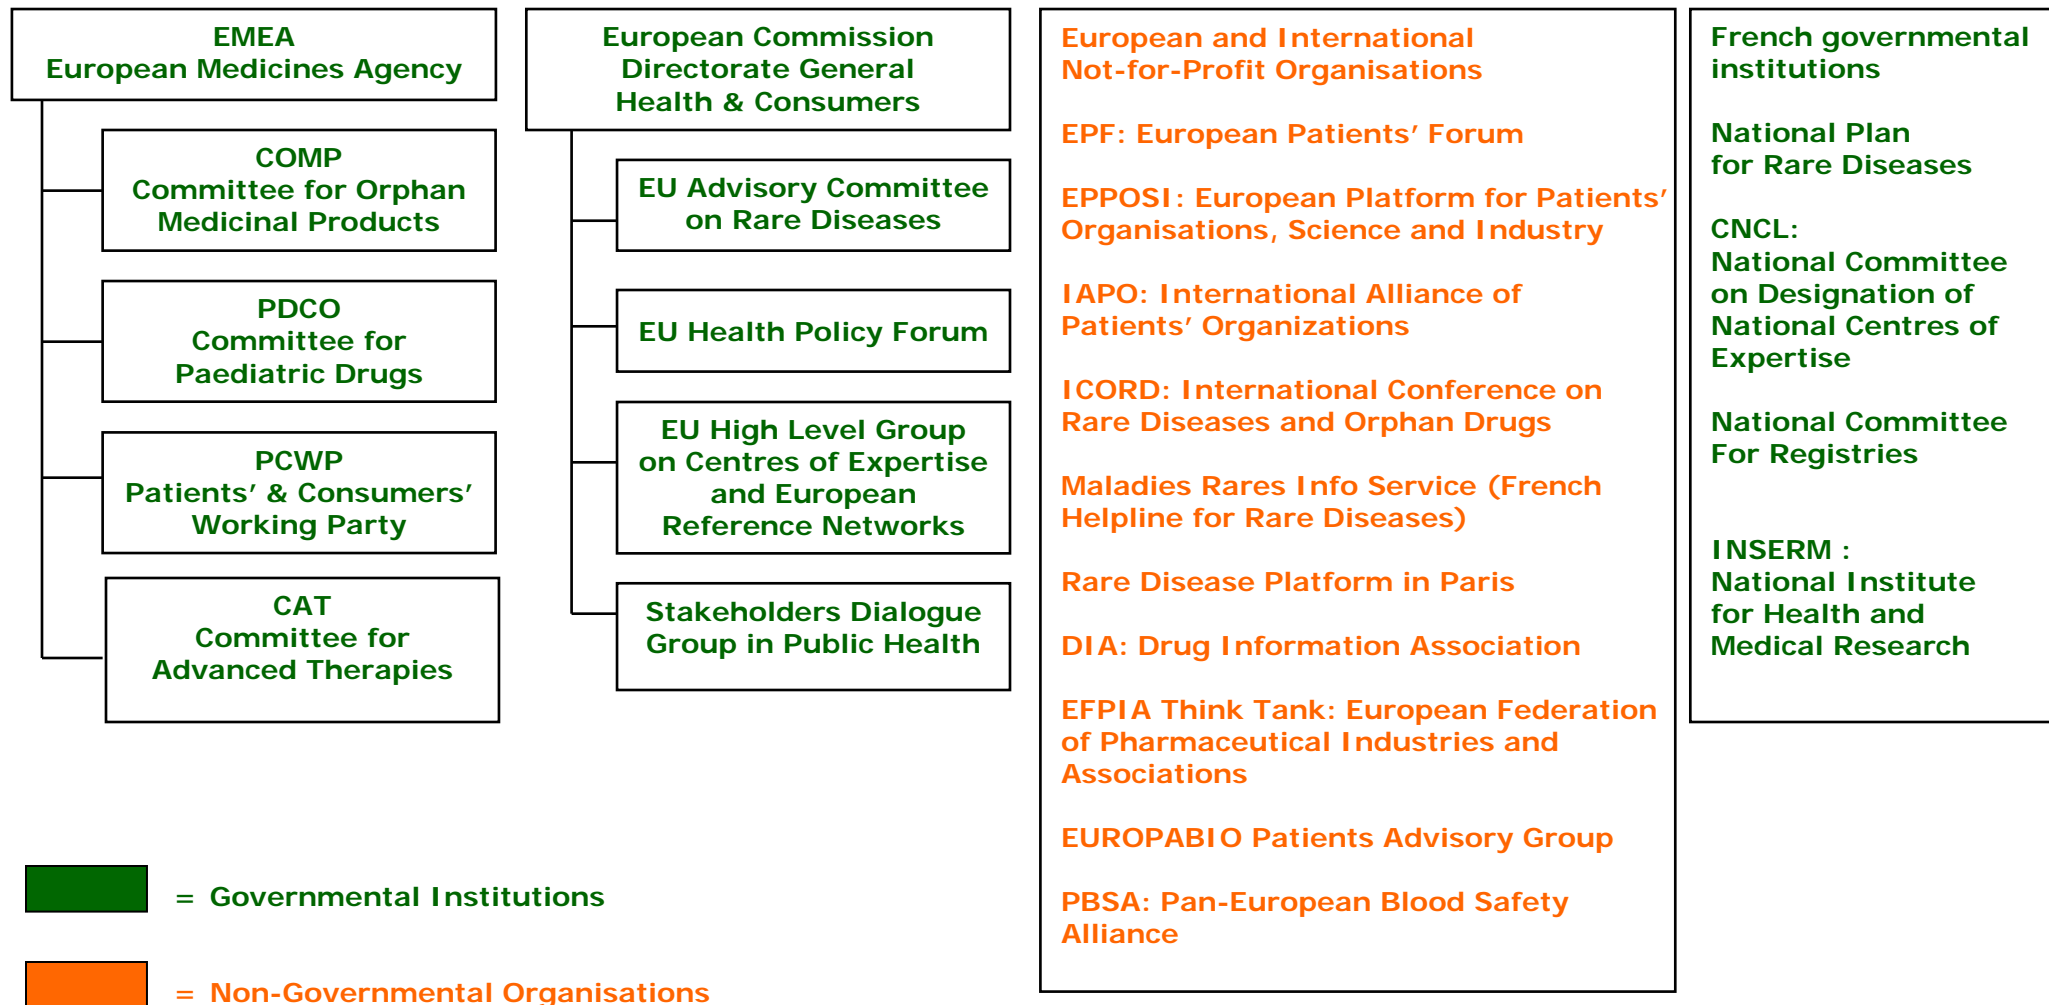 EMEA
European Medicines Agency
COMP
Committee for Orphan
Medicinal Products
PDCO
Committee for
Paediatric Drugs
PCWP
Patients’ & Consumers’
Working Party
CAT
Committee for
Advanced Therapies
European Commission
Directorate General
Health & Consumers
EU Advisory Committee
on Rare Diseases
EU Health Policy Forum
EU High Level Group
on Centres of Expertise
and European
Reference Networks
Stakeholders Dialogue
Group in Public Health
European and International
Not-for-Profit Organisations
EPF: European Patients’ Forum
EPPOSI: European Platform for Patients’
Organisations, Science and Industry
IAPO: International Alliance of
Patients’ Organizations
ICORD: International Conference on
Rare Diseases and Orphan Drugs
Maladies Rares Info Service (French
Helpline for Rare Diseases)
Rare Disease Platform in Paris
DIA: Drug Information Association
EFPIA Think Tank: European Federation
of Pharmaceutical Industries and
Associations
EUROPABIO Patients Advisory Group
PBSA: Pan-European Blood Safety
Alliance
French governmental
institutions
National Plan
for Rare Diseases
CNCL:
National Committee
on Designation of
National Centres of
Expertise
National Committee
For Registries
INSERM :
National Institute
for Health and
Medical Research
= Governmental Institutions
= Non-Governmental Organisations